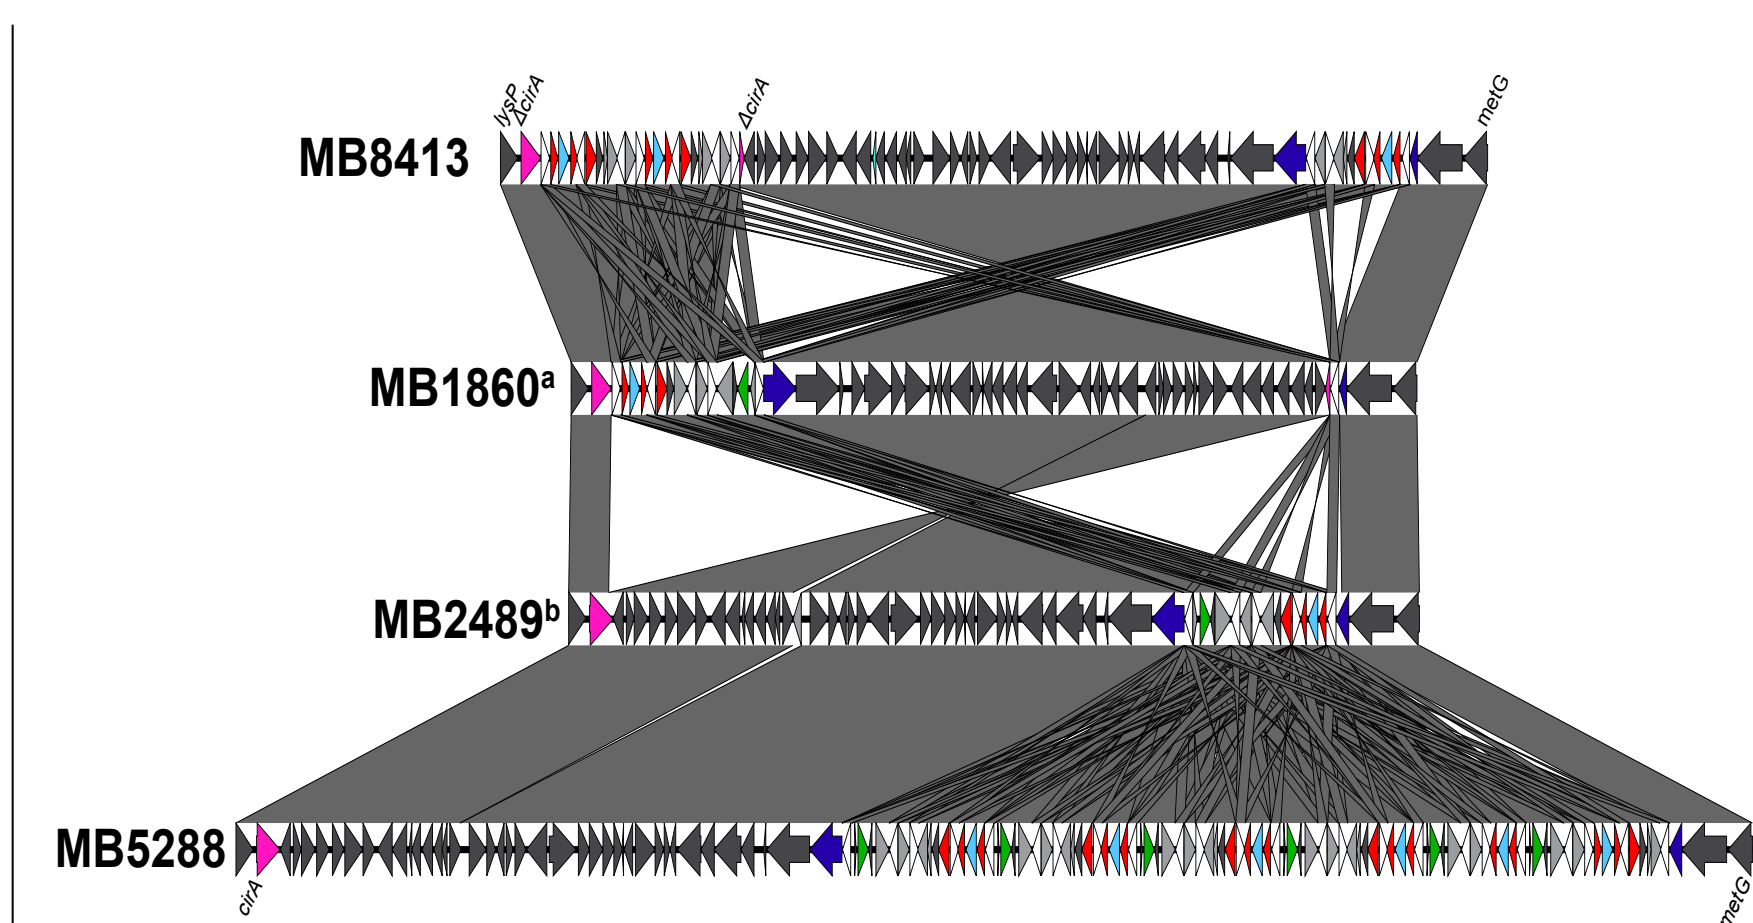 lysP
ΔcirA
ΔcirA
metG
MB8413
MB1860a
MB2489b
MB5288
cirA
metG